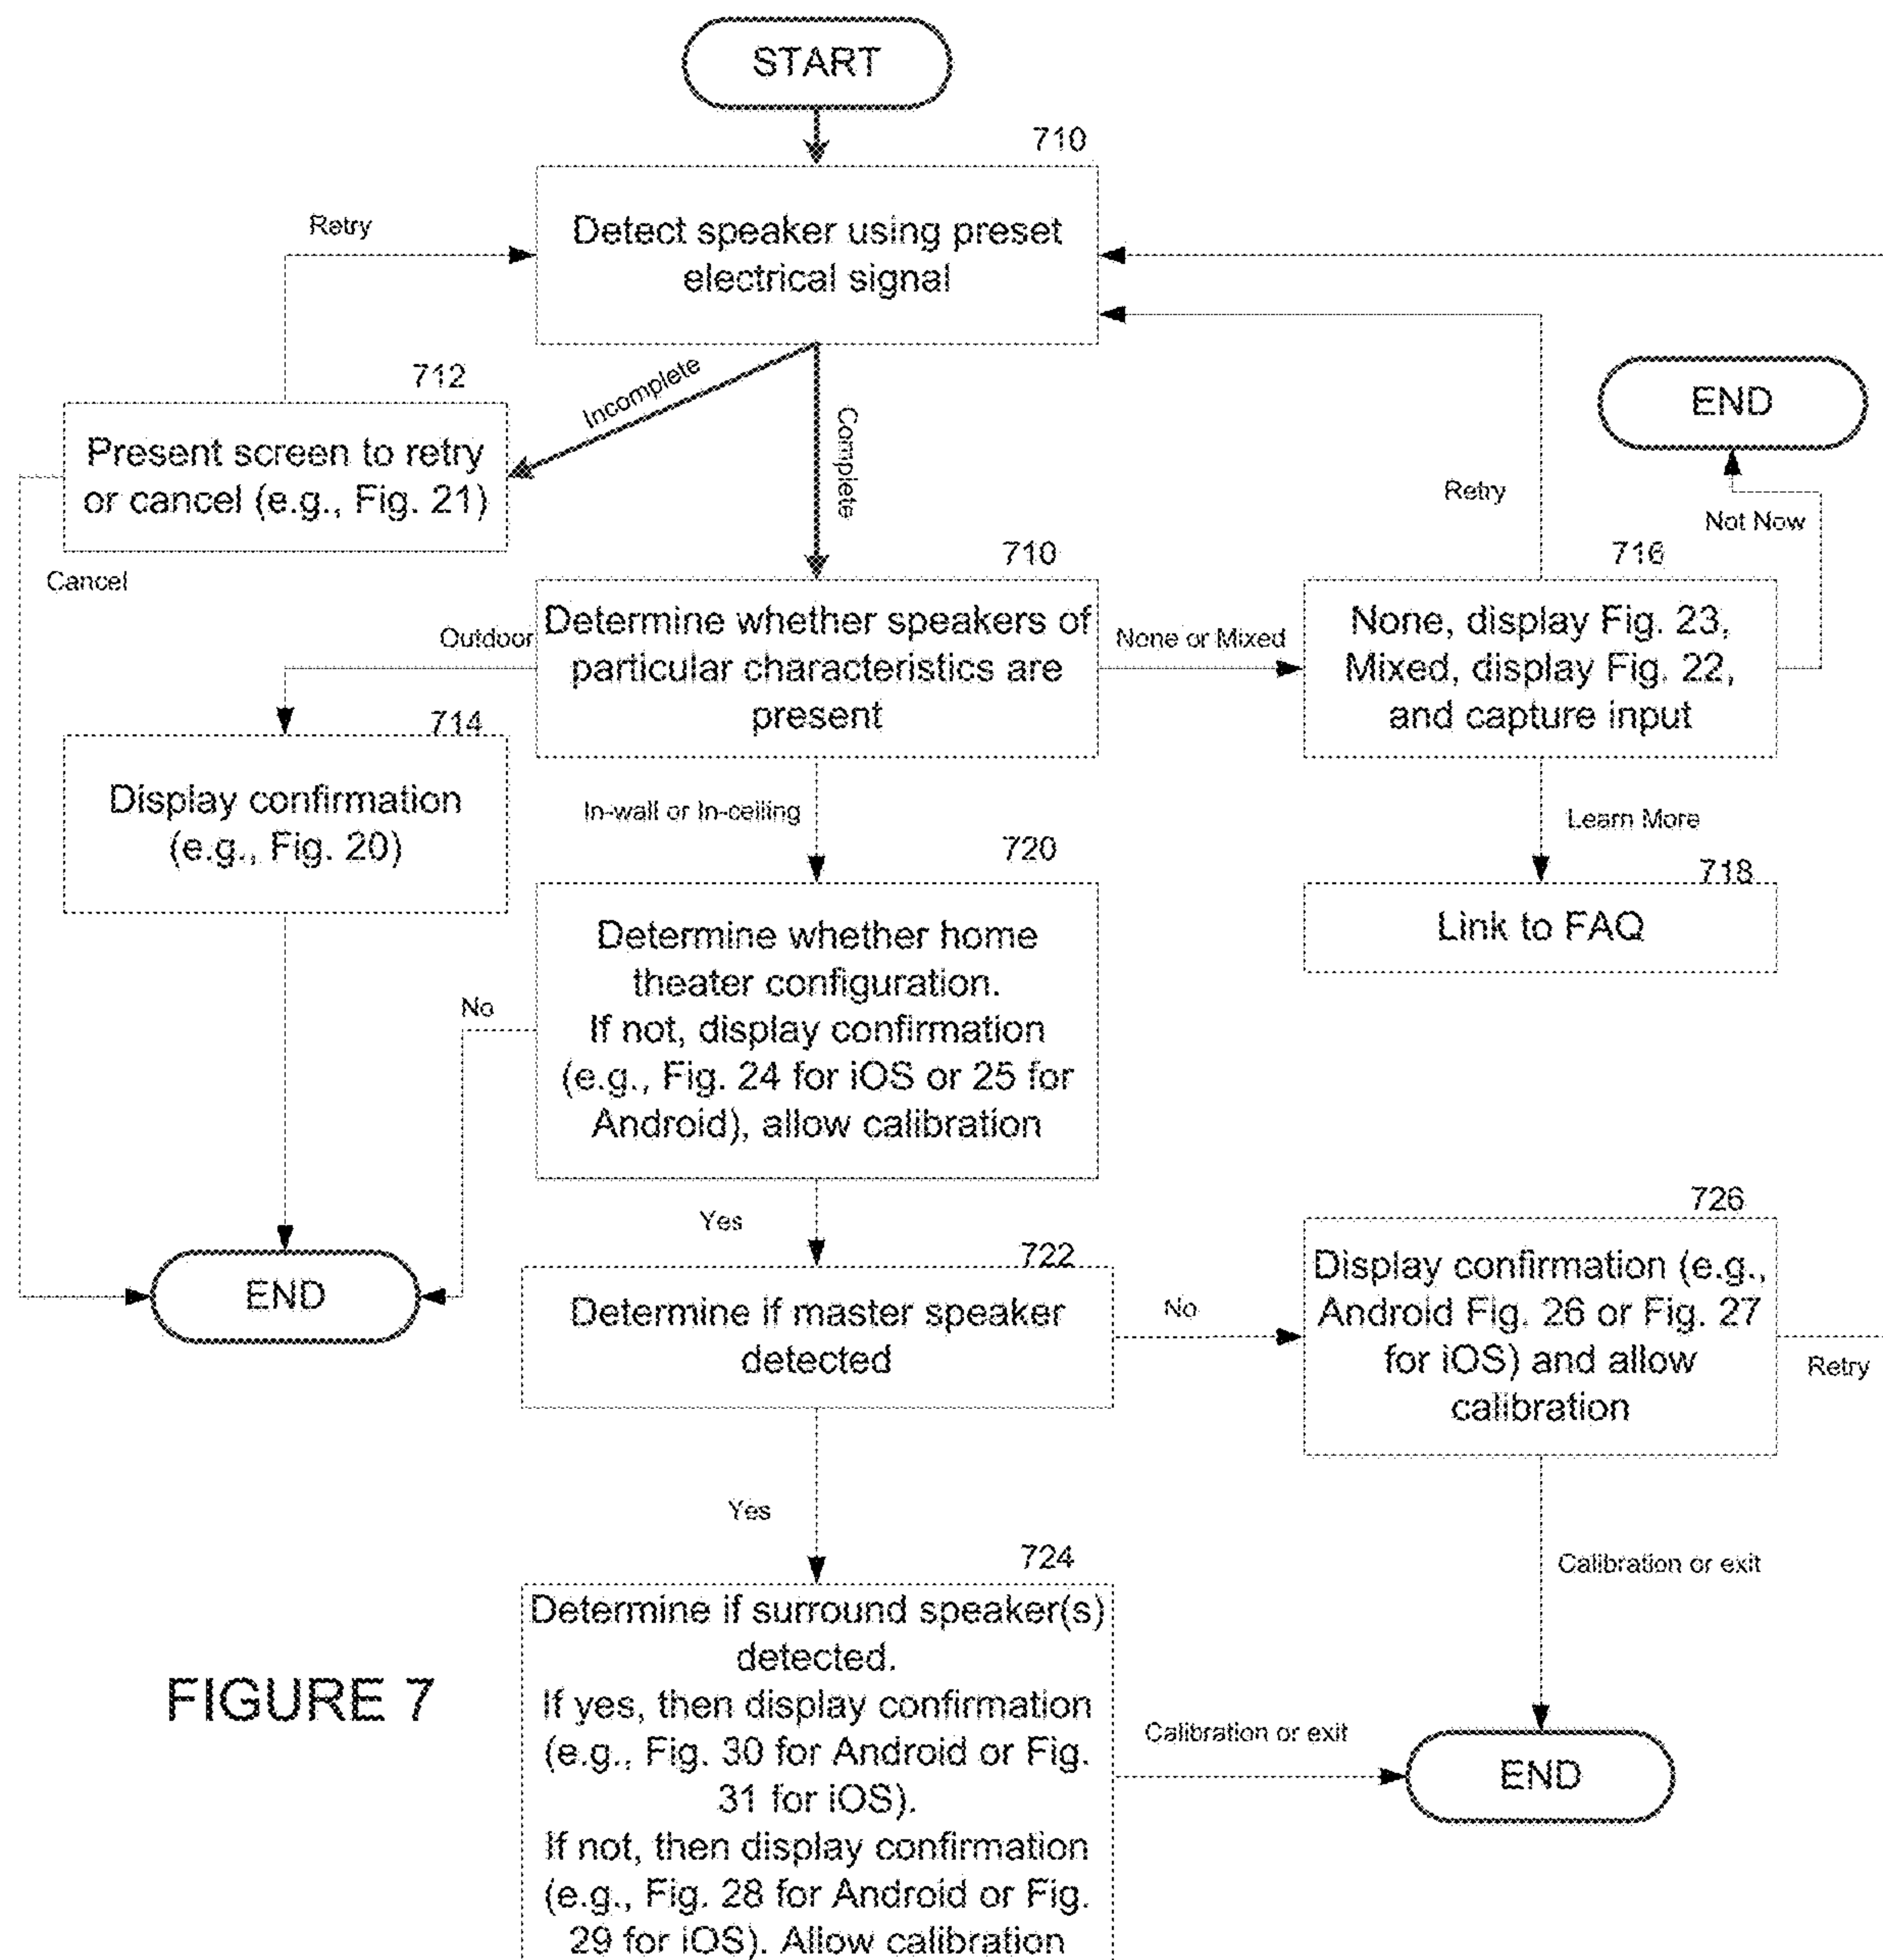 START
710
Detect speaker using preset
electrical signal
Retry
Incomplete
Complete
712
Present screen to retry
or cancel (e.g., Fig. 21)
Cancel
END
Retry
Not Now
710
Determine whether speakers of
particular characteristics are
present
Outdoor
None or Mixed
716
None, display Fig. 23,
Mixed, display Fig. 22,
and capture input
714
Display confirmation
(e.g., Fig. 20)
In-wall or In-ceiling
Learn More
718
Link to FAQ
720
Determine whether home
theater configuration.
If not, display confirmation
(e.g., Fig. 24 for iOS or 25 for
Android), allow calibration
No
Yes
END
722
Determine if master speaker
detected
No
726
Display confirmation (e.g.,
Android Fig. 26 or Fig. 27
for iOS) and allow
calibration
Retry
Yes
Calibration or exit
724
Determine if surround speaker(s)
detected.
If yes, then display confirmation
(e.g., Fig. 30 for Android or Fig.
31 for iOS).
If not, then display confirmation
(e.g., Fig. 28 for Android or Fig.
29 for iOS). Allow calibration
Calibration or exit
END
FIGURE 7